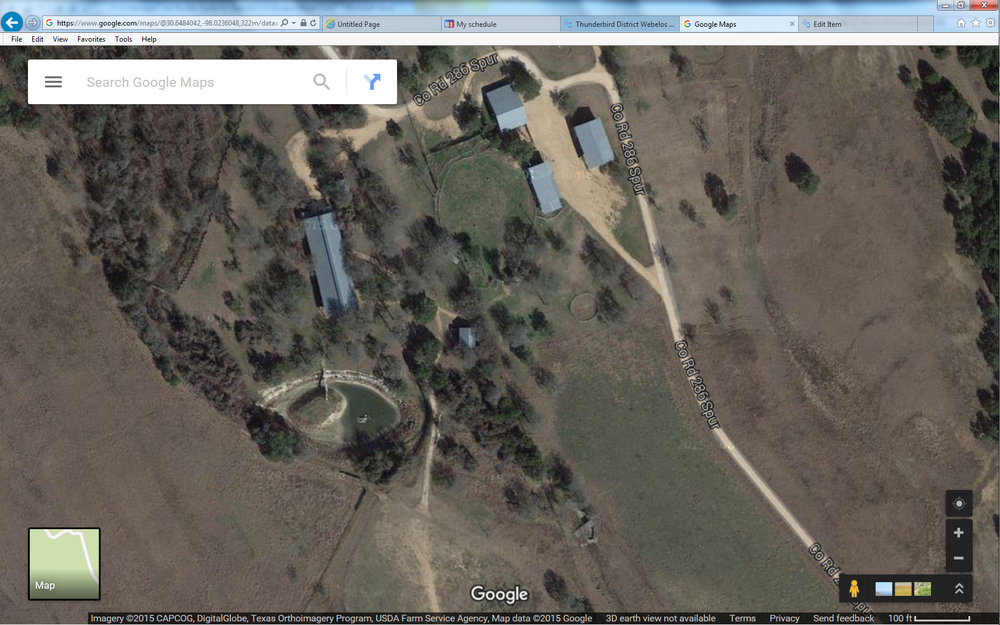 https://www.google.com/maps/@30.6484042,-98.0236048,322m/data=
Untitled Page
My schedule
Thunderbird District Webelos ...
Google Maps
Edit Item
File Edit View Favorites Tools Help
Search Google Maps
Co Rd 286 Spur
Co Rd 286 Spur
Co Rd 286 Spur
Co Rd 2
Spur
Map
Google
Imagery ©2015 CAPCOG, DigitalGlobe, Texas Orthoimagery Program, USDA Farm Service Agency, Map data ©2015 Google 3D earth view not available Terms Privacy Send feedback 100 ft